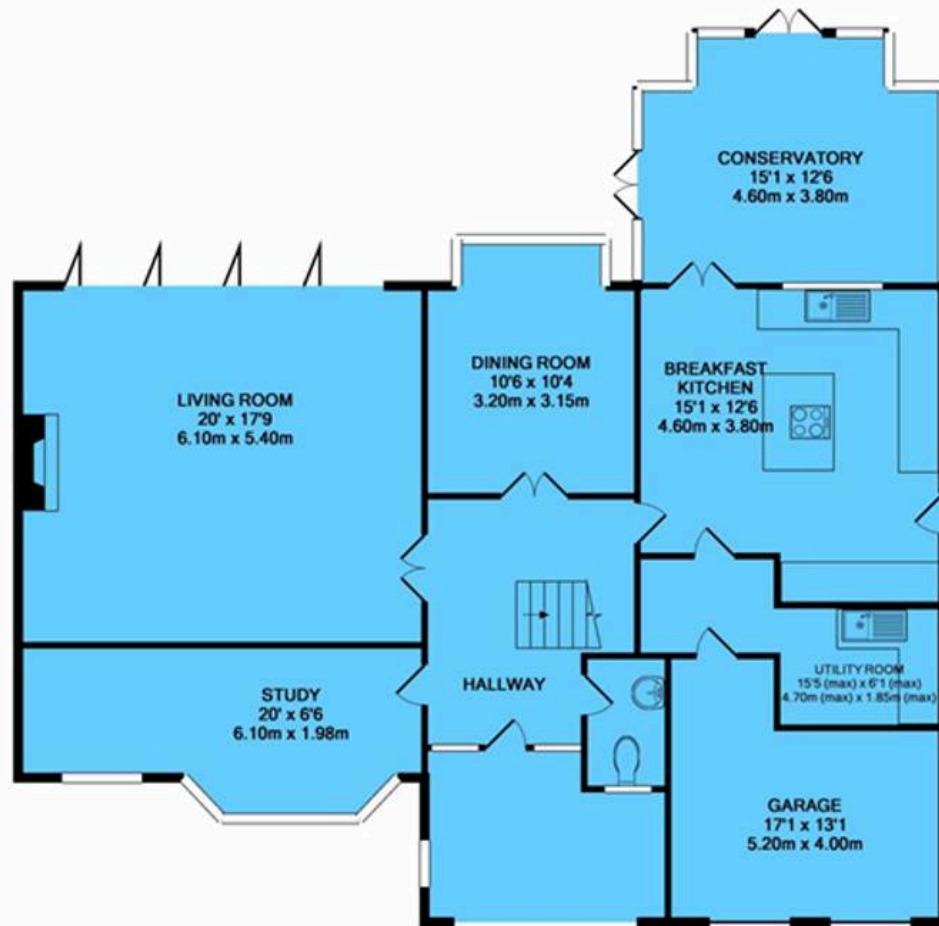 CONSERVATORY
15'1 x 12'6
4.60m x 3.80m
DINING ROOM
10'6 x 10'4
3.20m x 3.15m
BREAKFAST
KITCHEN
15'1 x 12'6
4.60m x 3.80m
LIVING ROOM
20' x 17'9
6.10m x 5.40m
UTILITY ROOM
15'5 (max) x 6'1 (max)
4.70m (max) x 1.85m (max)
HALLWAY
STUDY
20' x 6'6
6.10m x 1.98m
GARAGE
17'1 x 13'1
5.20m x 4.00m